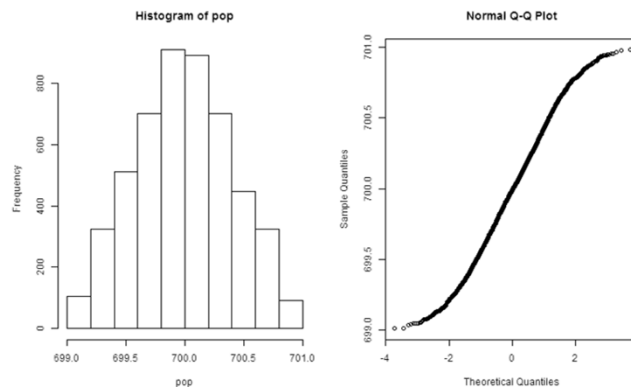 Histogram of pop
Frequency
0 200 400 600 800
699.0 699.5 700.0 700.5 701.0
pop
Normal Q-Q Plot
Sample Quantiles
699.0 699.5 700.0 700.5 701.0
-4 -2 0 2
Theoretical Quantiles